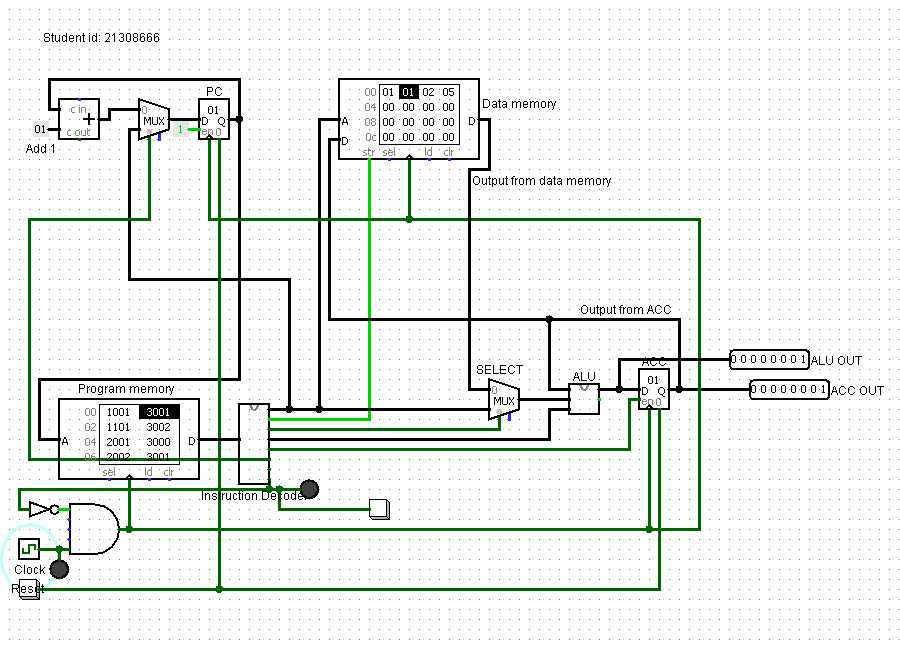 Student id: 21308666
PC
c in
c out
01
Add 1
0
MUX
1
01
D Q
en 0
00 01 01 02 05
04 00 00 00 00
08 00 00 00 00
0c 00 00 00 00
A
D
D
str sel ld clr
Data memory
Output from data memory
Output from ACC
SELECT
0
MUX
ALU
ACC
01
D Q
en 0
0 0 0 0 0 0 0 1
ALU OUT
0 0 0 0 0 0 0 1
ACC OUT
Program memory
00 1001 3001
02 1101 3002
04 2001 3000
06 2002 3001
A
D
sel ld clr
Instruction Decoder
Clock
Reset